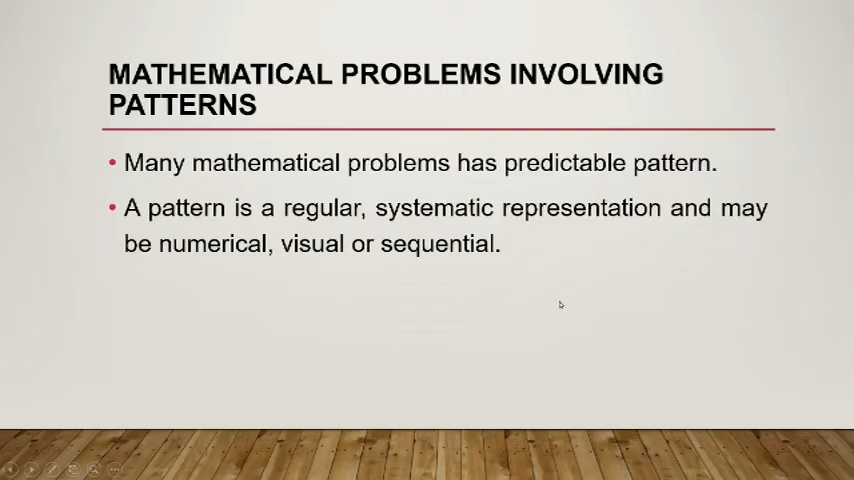 MATHEMATICAL PROBLEMS INVOLVING
PATTERNS
• Many mathematical problems has predictable pattern.
• A pattern is a regular, systematic representation and may
be numerical, visual or sequential.